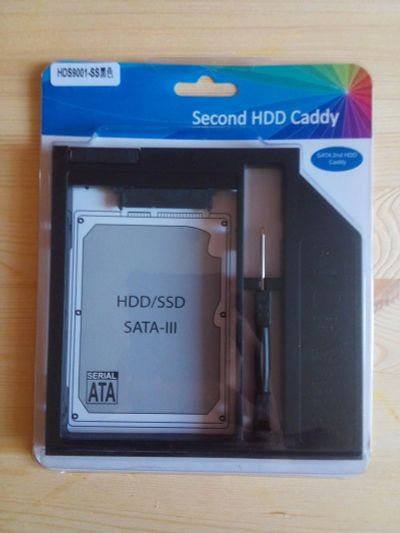 HDS9001-SS黑色
Second HDD Caddy
SATA 2nd HDD
Caddy
HDD/SSD
SATA-III
SERIAL
ATA